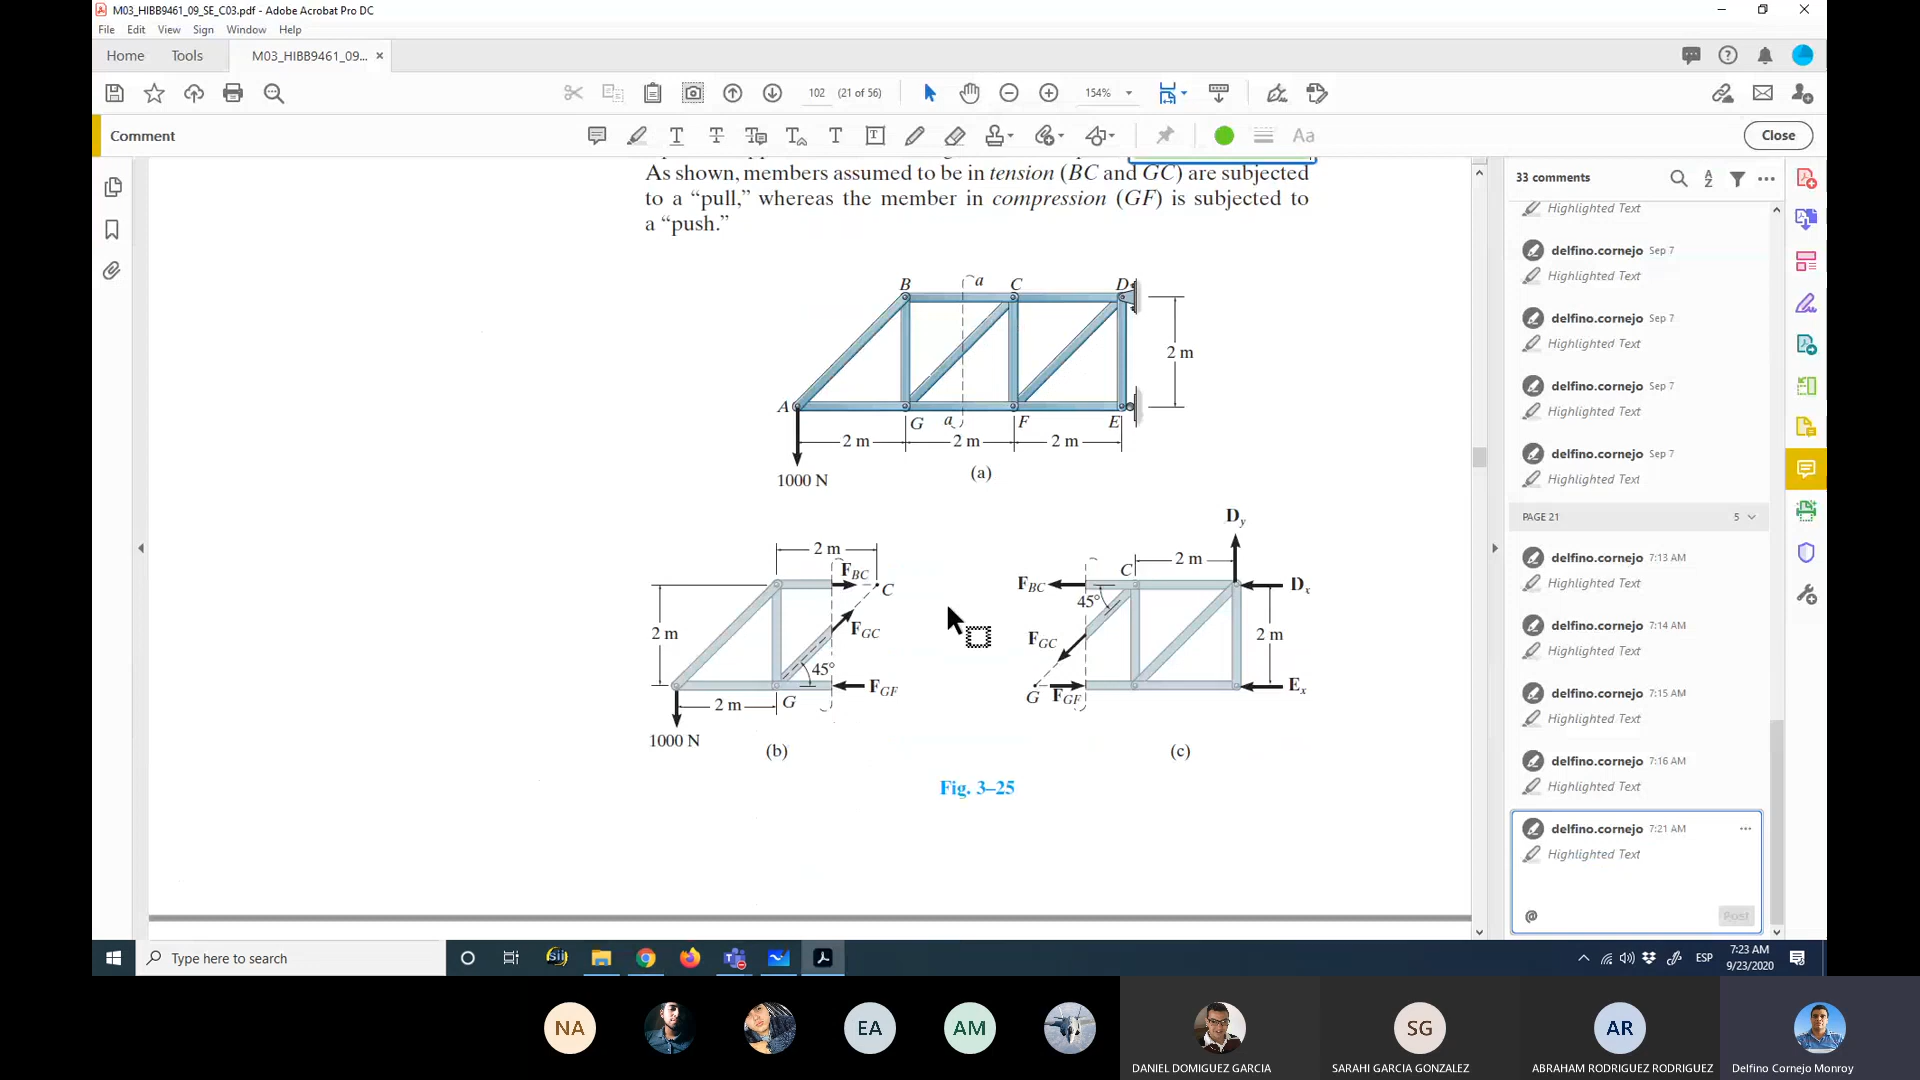 M03_HIBB9461_09_SE_C03.pdf - Adobe Acrobat Pro DC
File Edit View Sign Window Help
Home Tools M03_HIBB9461_09... ×
102 (21 of 56) 154%
Comment
Close
As shown, members assumed to be in tension (BC and GC) are subjected
to a “pull,” whereas the member in compression (GF) is subjected to
a “push.”
B a C D
2 m
A G a F E
2 m 2 m 2 m
1000 N
(a)
2 m
F_BC
C
2 m
F_GC
45°
F_GF
2 m G
1000 N
(b)
D_y
2 m
C
F_BC
D_x
45°
F_GC
2 m
G F_GF
E_x
(c)
Fig. 3–25
33 comments
Highlighted Text
delfino.cornejo Sep 7
Highlighted Text
delfino.cornejo Sep 7
Highlighted Text
delfino.cornejo Sep 7
Highlighted Text
delfino.cornejo Sep 7
Highlighted Text
PAGE 21 5
delfino.cornejo 7:13 AM
Highlighted Text
delfino.cornejo 7:14 AM
Highlighted Text
delfino.cornejo 7:15 AM
Highlighted Text
delfino.cornejo 7:16 AM
Highlighted Text
delfino.cornejo 7:21 AM
Highlighted Text
@ Post
Type here to search
sii
ESP
7:23 AM
9/23/2020
NA EA AM SG AR
DANIEL DOMIGUEZ GARCIA SARAHI GARCIA GONZALEZ ABRAHAM RODRIGUEZ RODRIGUEZ Delfino Cornejo Monroy